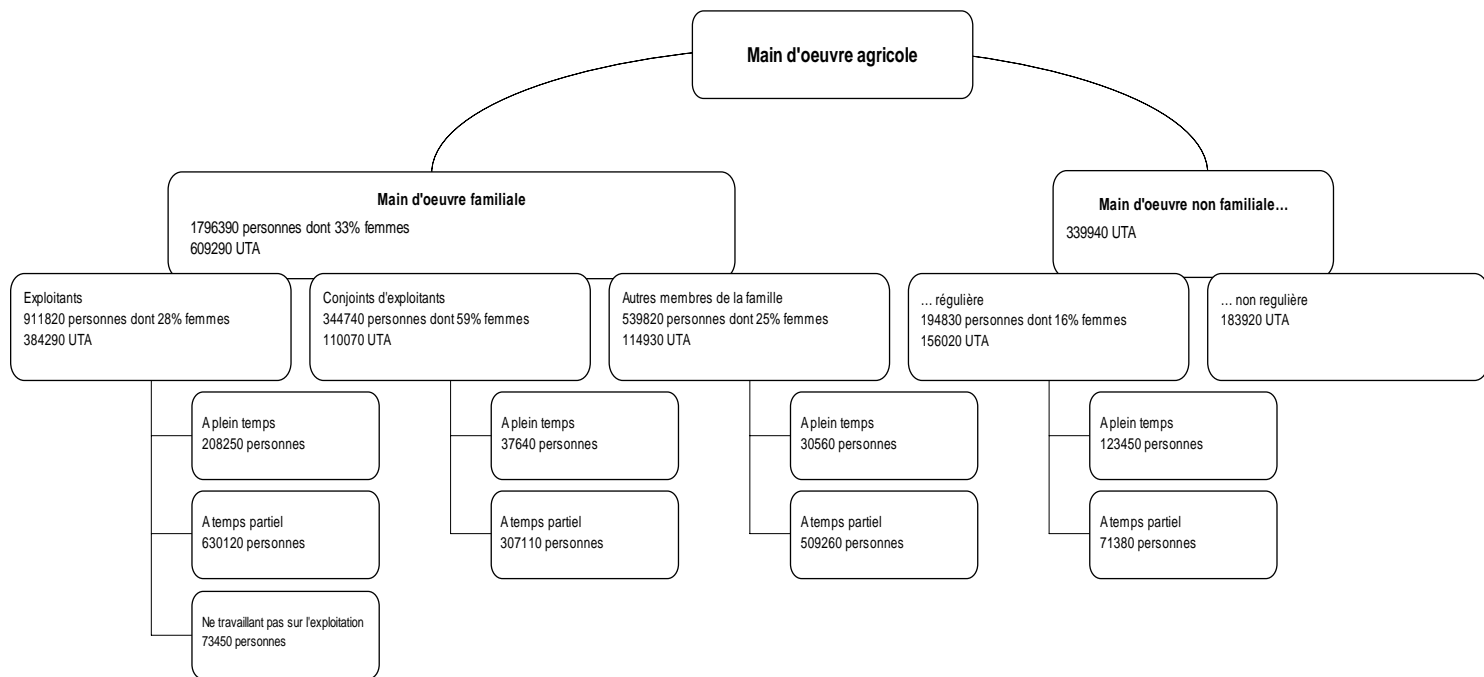 Main d'oeuvre agricole
Main d'oeuvre familiale
1796390 personnes dont 33% femmes
609290 UTA
Main d'oeuvre non familiale...
339940 UTA
Exploitants
911820 personnes dont 28% femmes
384290 UTA
Conjoints d'exploitants
344740 personnes dont 59% femmes
110070 UTA
Autres membres de la famille
539820 personnes dont 25% femmes
114930 UTA
... régulière
194830 personnes dont 16% femmes
156020 UTA
... non regulière
183920 UTA
A plein temps
208250 personnes
A plein temps
37640 personnes
A plein temps
30560 personnes
A plein temps
123450 personnes
A temps partiel
630120 personnes
A temps partiel
307110 personnes
A temps partiel
509260 personnes
A temps partiel
71380 personnes
Ne travaillant pas sur l'exploitation
73450 personnes